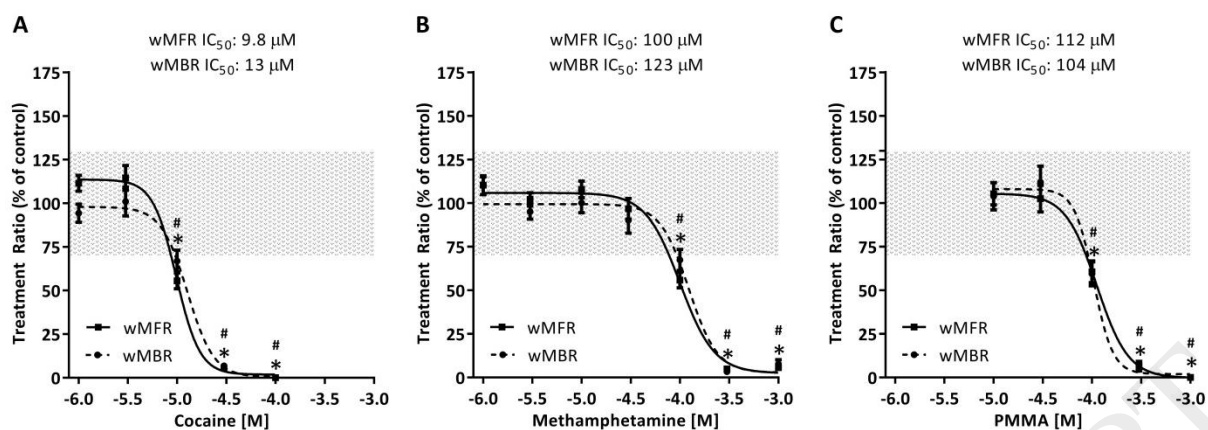 A
wMFR IC50: 9.8 μM
wMBR IC50: 13 μM
Treatment Ratio (% of control)
175
150
125
100
75
50
25
0
#
*
#
*
#
*
wMFR
wMBR
-6.0 -5.5 -5.0 -4.5 -4.0 -3.5 -3.0
Cocaine [M]
B
wMFR IC50: 100 μM
wMBR IC50: 123 μM
Treatment Ratio (% of control)
175
150
125
100
75
50
25
0
#
*
#
*
#
*
wMFR
wMBR
-6.0 -5.5 -5.0 -4.5 -4.0 -3.5 -3.0
Methamphetamine [M]
C
wMFR IC50: 112 μM
wMBR IC50: 104 μM
Treatment Ratio (% of control)
175
150
125
100
75
50
25
0
#
*
#
*
#
*
wMFR
wMBR
-6.0 -5.5 -5.0 -4.5 -4.0 -3.5 -3.0
PMMA [M]